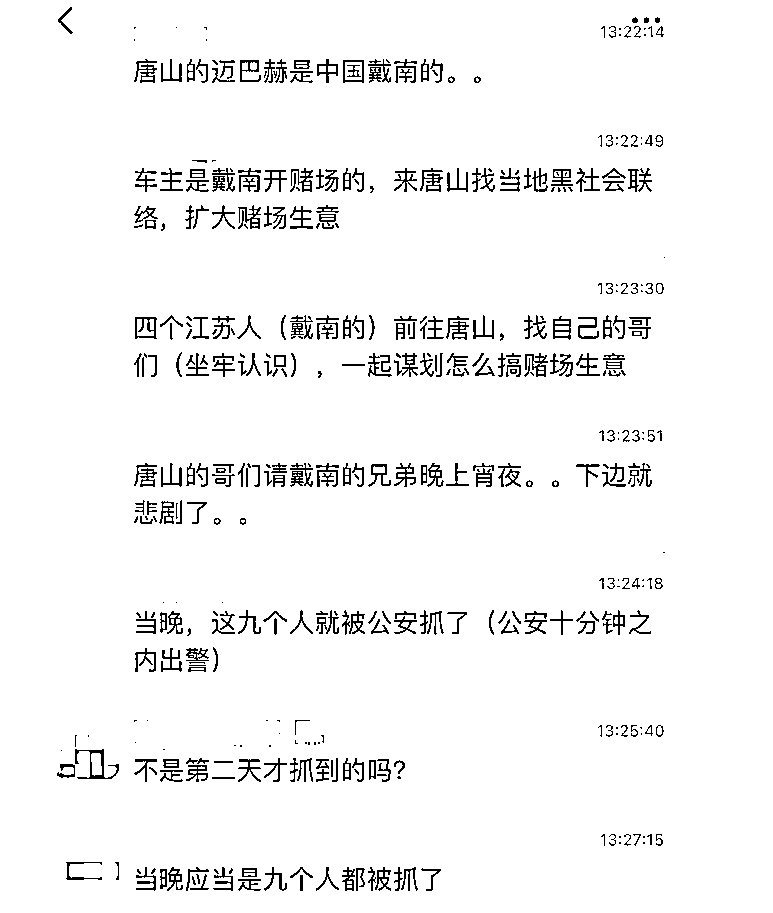 13:22:14
唐山的迈巴赫是中国戴南的。。
13:22:49
车主是戴南开赌场的，来唐山找当地黑社会联
络，扩大赌场生意
13:23:30
四个江苏人（戴南的）前往唐山，找自己的哥
们（坐牢认识），一起谋划怎么搞赌场生意
13:23:51
唐山的哥们请戴南的兄弟晚上宵夜。。下边就
悲剧了。。
13:24:18
当晚，这九个人就被公安抓了（公安十分钟之
内出警）
13:25:40
不是第二天才抓到的吗？
13:27:15
当晚应当是九个人都被抓了